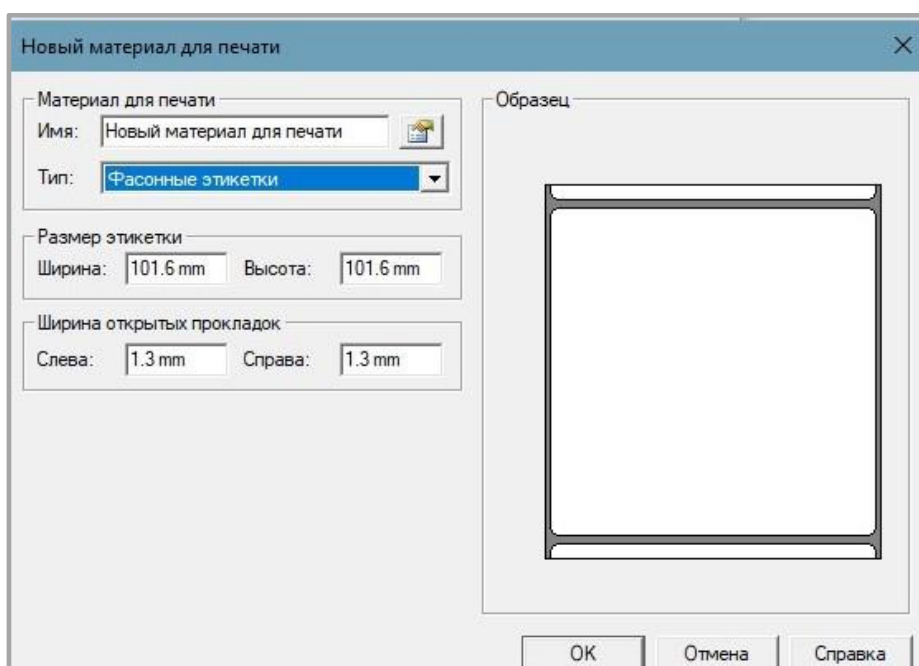 Новый материал для печати
Материал для печати
Имя: Новый материал для печати
Тип: Фасонные этикетки
Размер этикетки
Ширина: 101.6 mm Высота: 101.6 mm
Ширина открытых прокладок
Слева: 1.3 mm Справа: 1.3 mm
Образец
OK Отмена Справка